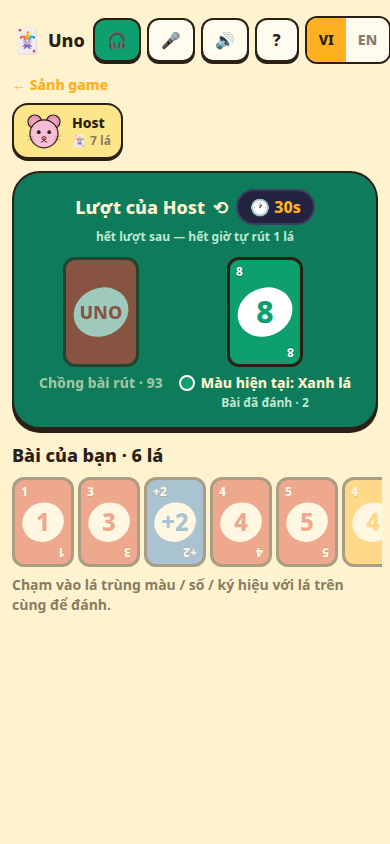 Uno ? VI EN
← Sảnh game
Host
7 lá
Lượt của Host ⟲ 30s
hết lượt sau — hết giờ tự rút 1 lá
UNO
8
8
8
Chồng bài rút · 93
Màu hiện tại: Xanh lá
Bài đã đánh · 2
Bài của bạn · 6 lá
1 3 +2 4 5 4
1 3 +2 4 5 4
1 3 +2 4 5
Chạm vào lá trùng màu / số / ký hiệu với lá trên
cùng để đánh.